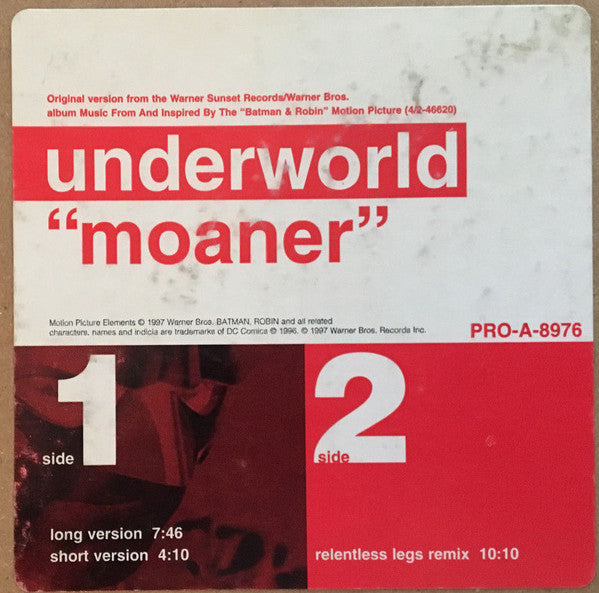 Original version from the Warner Sunset Records/Warner Bros.
album Music From And Inspired By The "Batman & Robin" Motion Picture (4/2-46620)
underworld
“moaner”
Motion Picture Elements © 1997 Warner Bros. BATMAN, ROBIN and all related
characters, names and indicia are trademarks of DC Comics © 1996. © 1997 Warner Bros. Records Inc.
PRO-A-8976
1
side
long version 7:46
short version 4:10
2
side
relentless legs remix 10:10